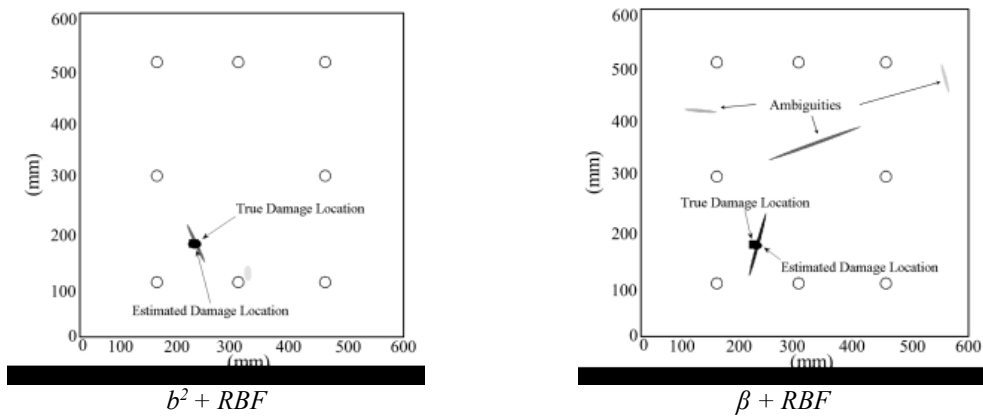 600
500
400
300
200
100
0
(mm)
True Damage Location
Estimated Damage Location
0 100 200 300 400 500 600
(mm)
b² + RBF
600
500
400
300
200
100
0
(mm)
Ambiguities
True Damage Location
Estimated Damage Location
0 100 200 300 400 500 600
(mm)
β + RBF